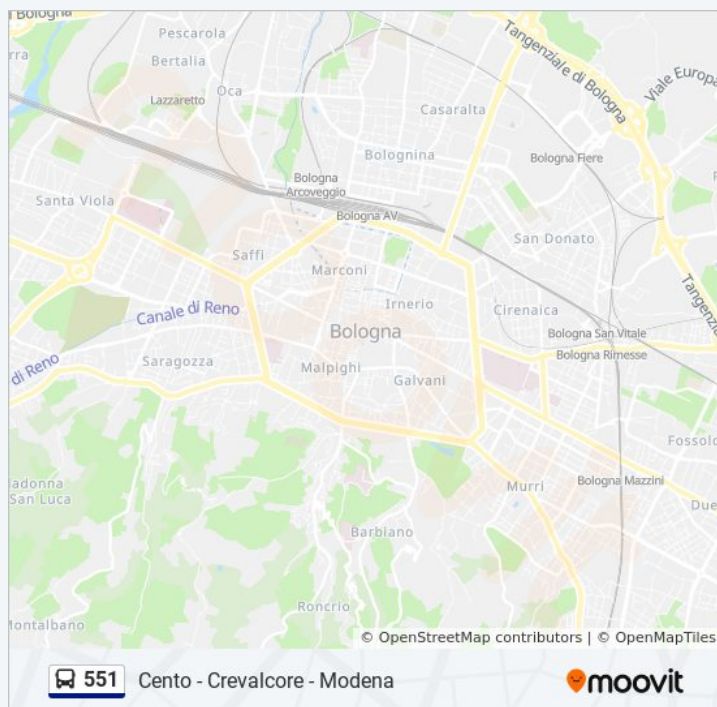 i Bologna
Pescarola
Bertalia
Tangenziale di Bologna
Viale Europa
Oca
Lazzaretto
Casaralta
Bolognina
Bologna Fiere
Bologna
Arcoveggio
Santa Viola
Bologna AV
San Donato
Saffi
Marconi
Tangenziale
Canale di Reno
Irnerio
Cirenaica
Bologna
Bologna San Vitale
di Reno
Saragozza
Malpighi
Bologna Rimesse
Galvani
Fossolo
Madonna
San Luca
Murri
Bologna Mazzini
Due
Barbiano
Roncrio
Montalbano
© OpenStreetMap contributors | © OpenMapTiles
551 Cento - Crevalcore - Modena
moovit